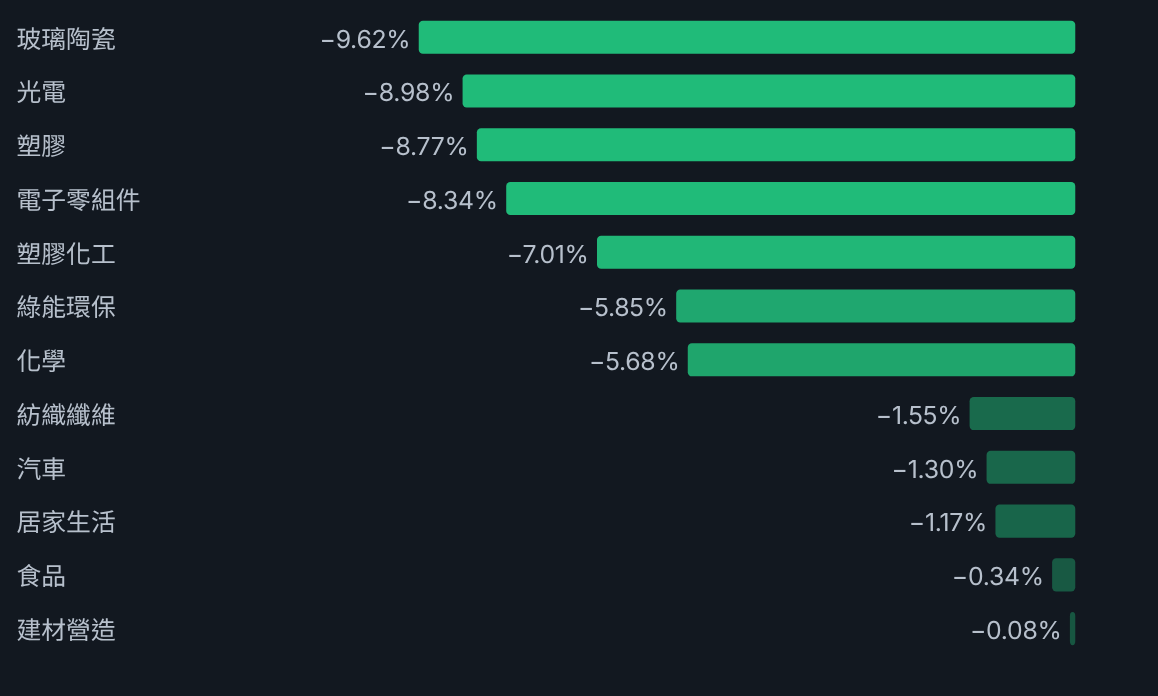 玻璃陶瓷 −9.62%
光電 −8.98%
塑膠 −8.77%
電子零組件 −8.34%
塑膠化工 −7.01%
綠能環保 −5.85%
化學 −5.68%
紡織纖維 −1.55%
汽車 −1.30%
居家生活 −1.17%
食品 −0.34%
建材營造 −0.08%